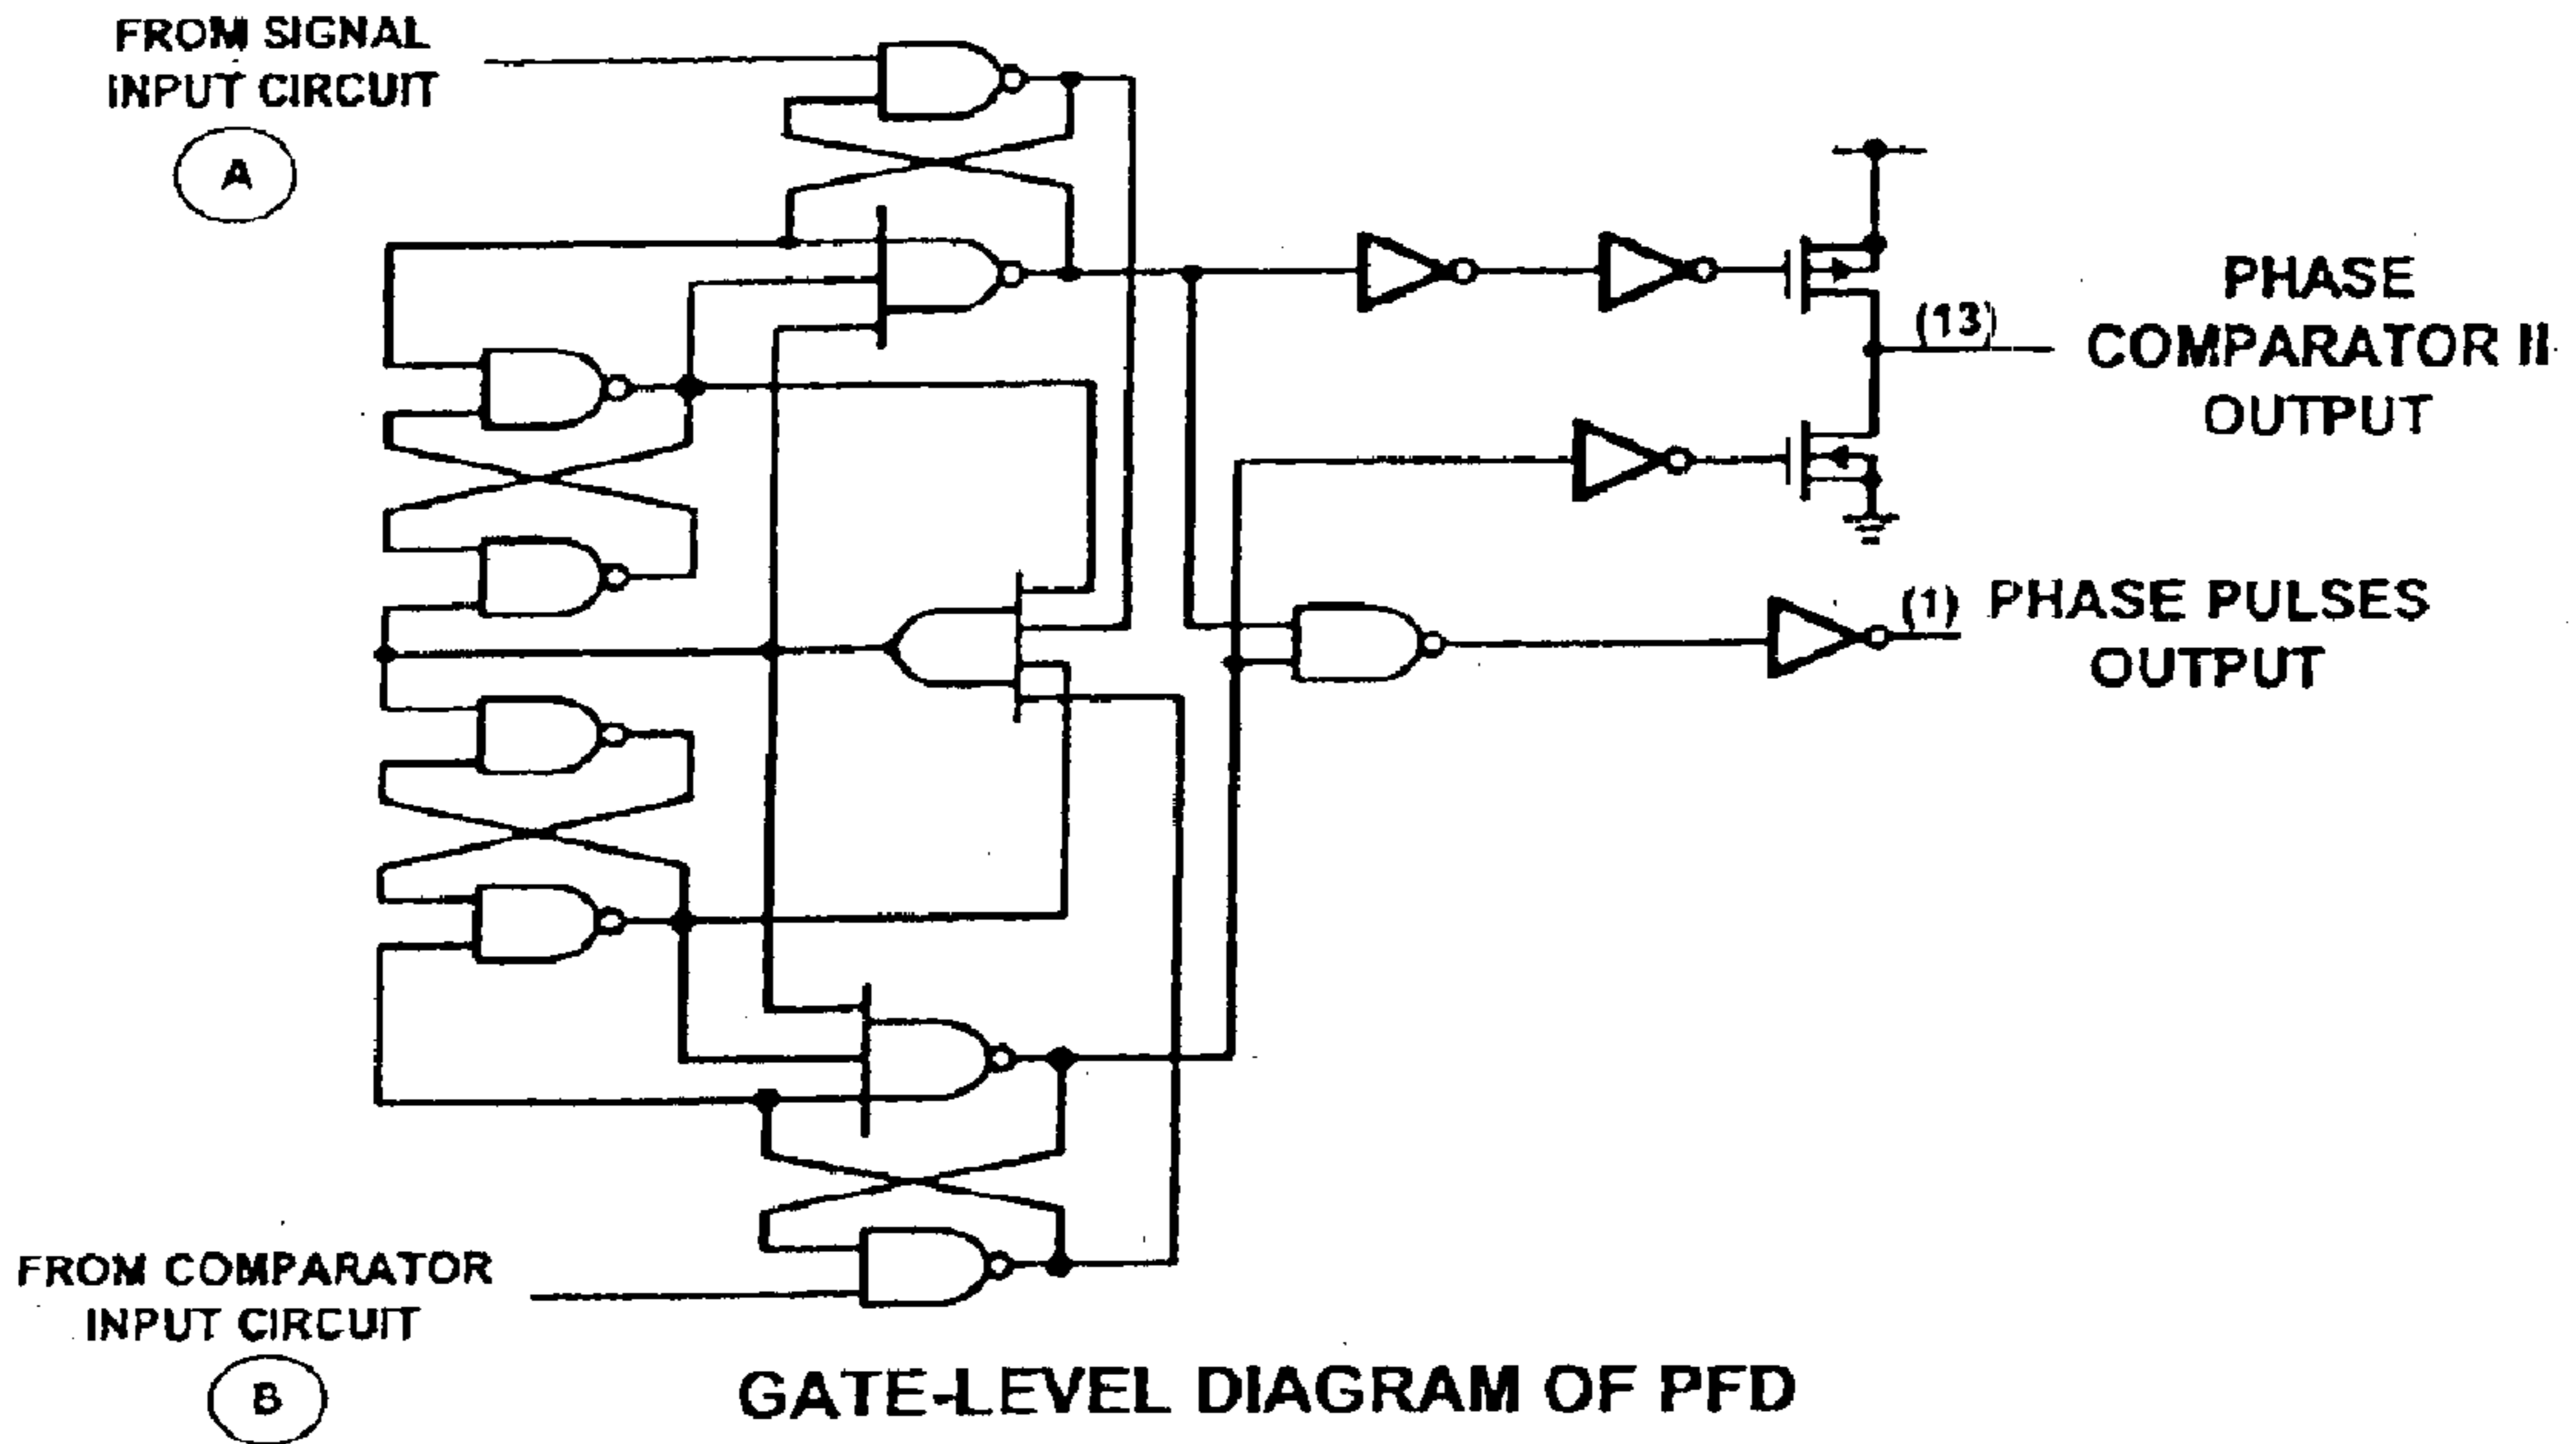 FROM SIGNAL
INPUT CIRCUIT
A
(13)
PHASE
COMPARATOR II
OUTPUT
(1)
PHASE PULSES
OUTPUT
FROM COMPARATOR
INPUT CIRCUIT
B
GATE-LEVEL DIAGRAM OF PFD